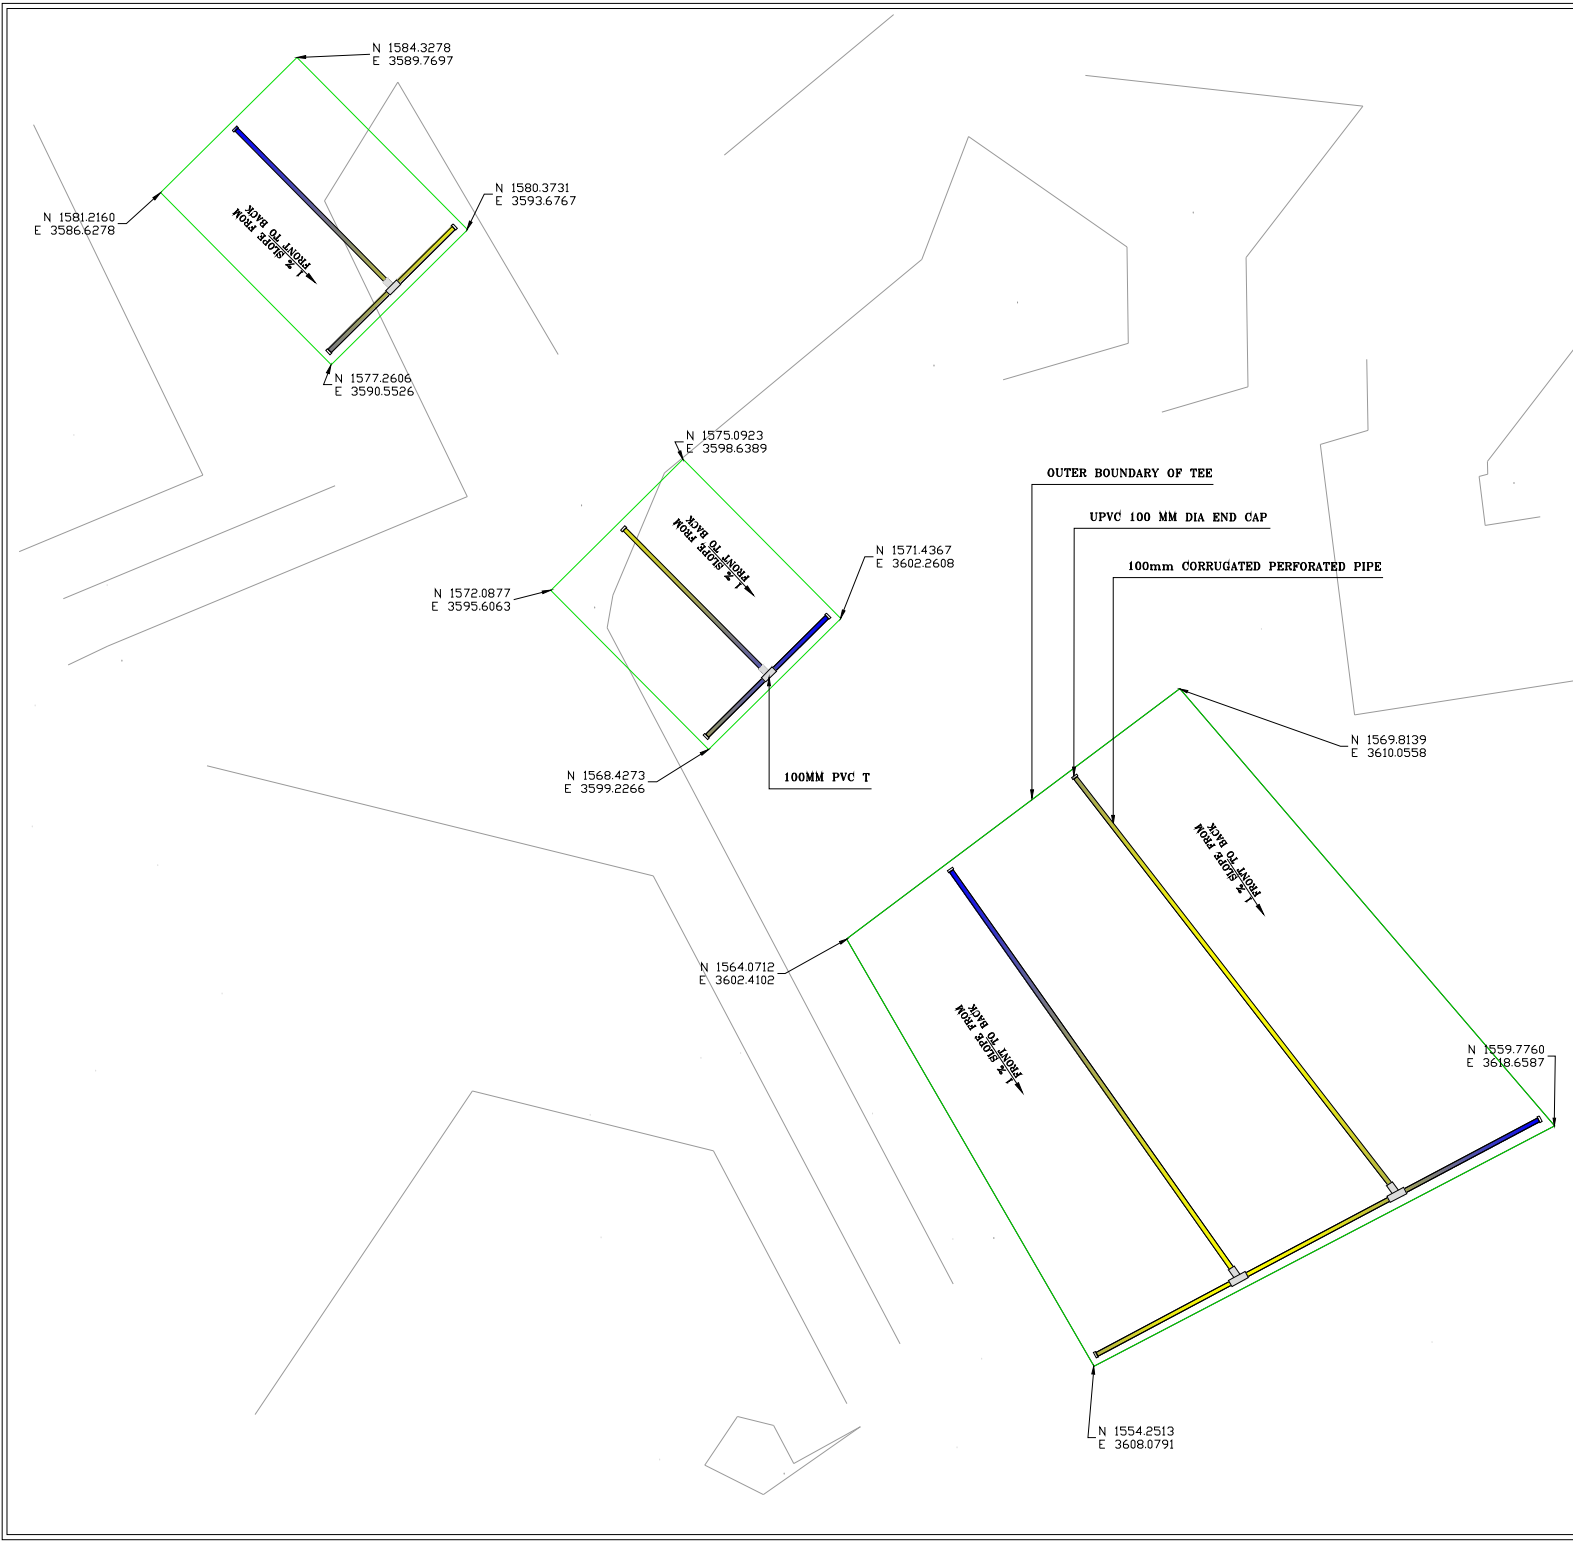 N 1584.3278
E 3589.7697
N 1580.3731
E 3593.6767
N 1581.2160
E 3586.6278
1 % SLOPE FROM
FRONT TO BACK
N 1577.2606
E 3590.5526
N 1575.0923
E 3598.6389
OUTER BOUNDARY OF TEE
UPVC 100 MM DIA END CAP
1 % SLOPE FROM
FRONT TO BACK
N 1571.4367
E 3602.2608
100mm CORRUGATED PERFORATED PIPE
N 1572.0877
E 3595.6063
N 1569.8139
E 3610.0558
N 1568.4273
E 3599.2266
100MM PVC T
1 % SLOPE FROM
FRONT TO BACK
N 1564.0712
E 3602.4102
1 % SLOPE FROM
FRONT TO BACK
N 1559.7760
E 3618.6587
N 1554.2513
E 3608.0791